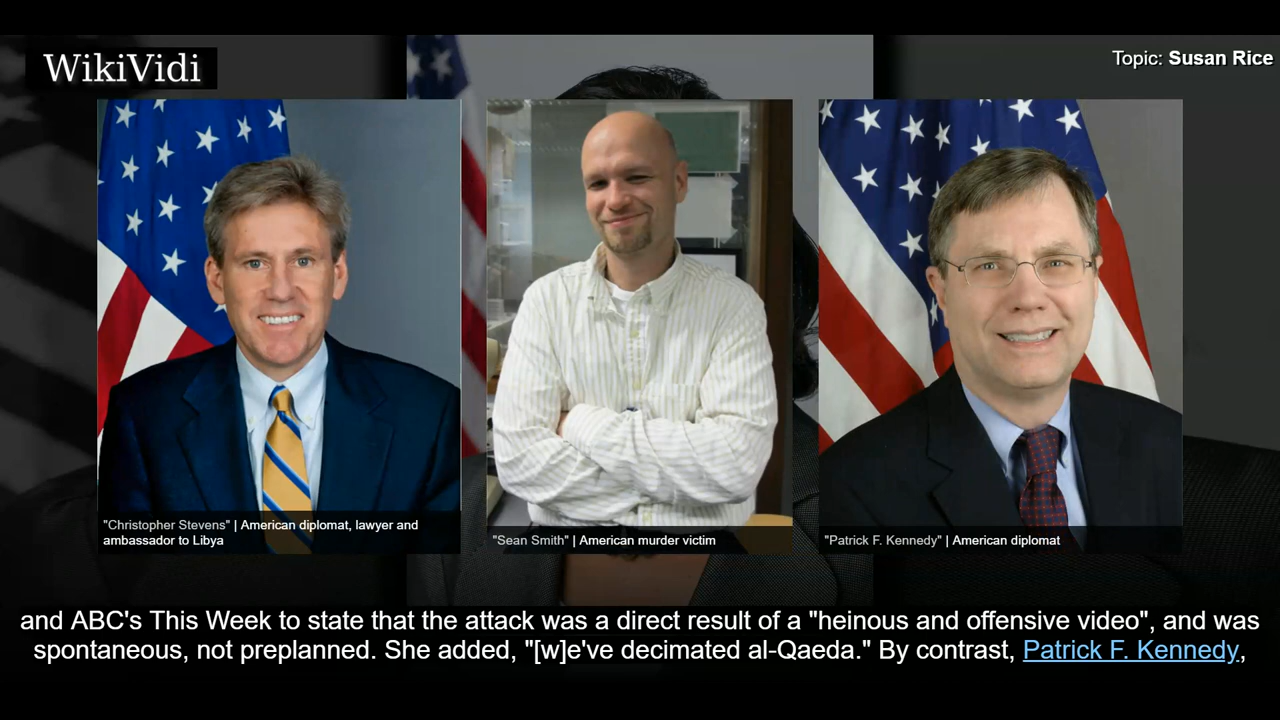 WikiVidi
Topic: Susan Rice
"Christopher Stevens" | American diplomat, lawyer and
ambassador to Libya
"Sean Smith" | American murder victim
"Patrick F. Kennedy" | American diplomat
and ABC's This Week to state that the attack was a direct result of a "heinous and offensive video", and was
spontaneous, not preplanned. She added, "[w]e've decimated al-Qaeda." By contrast, Patrick F. Kennedy,